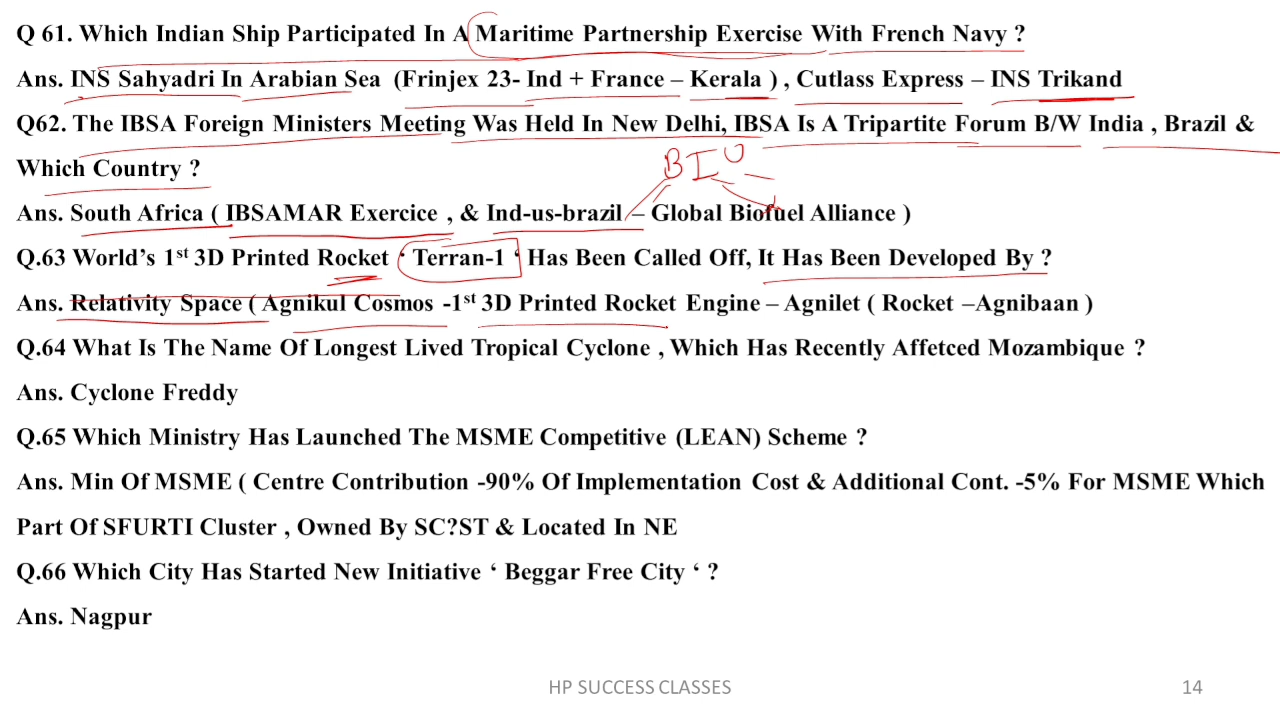 Q 61. Which Indian Ship Participated In A Maritime Partnership Exercise With French Navy ?
Ans. INS Sahyadri In Arabian Sea (Frinjex 23- Ind + France – Kerala ) , Cutlass Express – INS Trikand
Q62. The IBSA Foreign Ministers Meeting Was Held In New Delhi, IBSA Is A Tripartite Forum B/W India , Brazil &
Which Country ?
BIU
Ans. South Africa ( IBSAMAR Exercice , & Ind-us-brazil – Global Biofuel Alliance )
Q.63 World’s 1st 3D Printed Rocket ‘ Terran-1 ‘ Has Been Called Off, It Has Been Developed By ?
Ans. Relativity Space ( Agnikul Cosmos -1st 3D Printed Rocket Engine – Agnilet ( Rocket –Agnibaan )
Q.64 What Is The Name Of Longest Lived Tropical Cyclone , Which Has Recently Affetced Mozambique ?
Ans. Cyclone Freddy
Q.65 Which Ministry Has Launched The MSME Competitive (LEAN) Scheme ?
Ans. Min Of MSME ( Centre Contribution -90% Of Implementation Cost & Additional Cont. -5% For MSME Which
Part Of SFURTI Cluster , Owned By SC?ST & Located In NE
Q.66 Which City Has Started New Initiative ‘ Beggar Free City ‘ ?
Ans. Nagpur
HP SUCCESS CLASSES
14